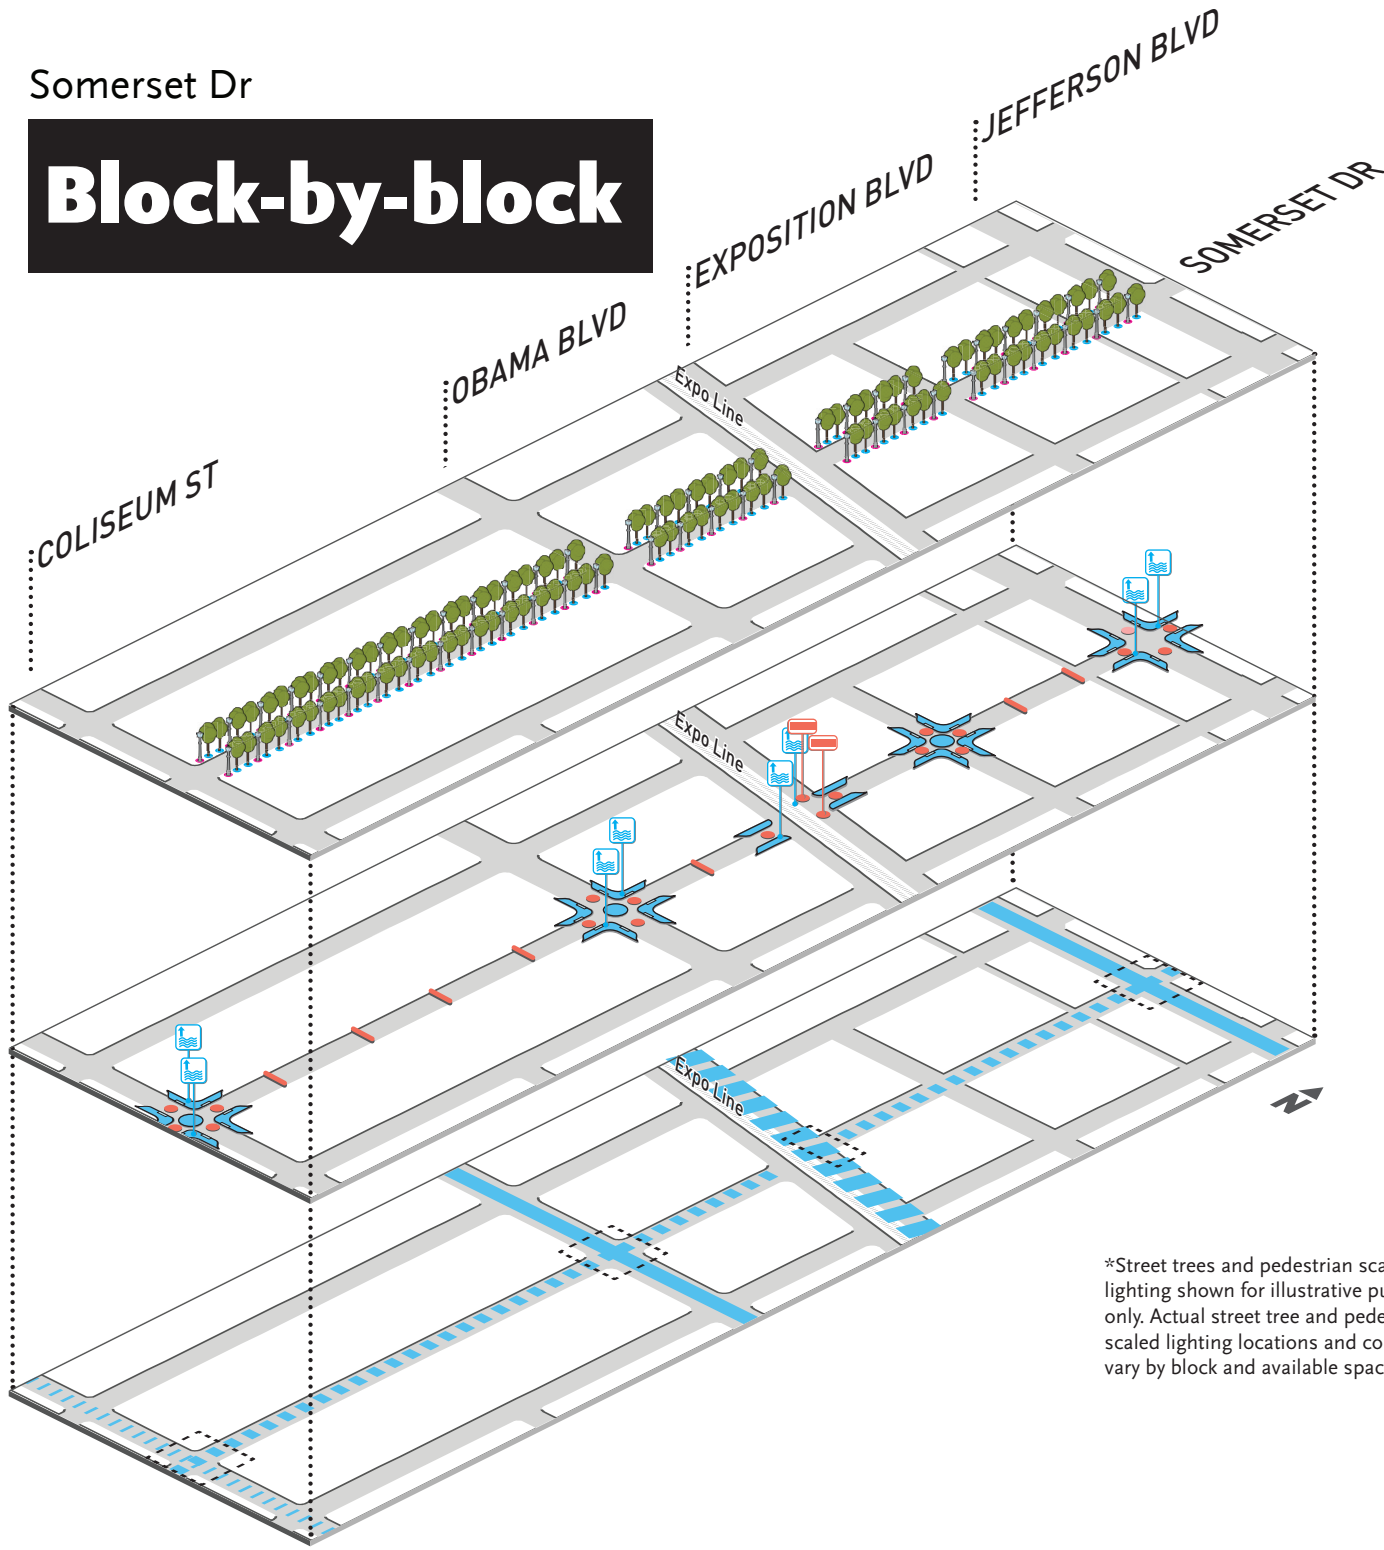 Somerset Dr
Block-by-block
JEFFERSON BLVD
SOMERSET DR
EXPOSITION BLVD
OBAMA BLVD
COLISEUM ST
Expo Line
Expo Line
Expo Line
N
*Street trees and pedestrian sca
lighting shown for illustrative pu
only. Actual street tree and pede
scaled lighting locations and co
vary by block and available spac